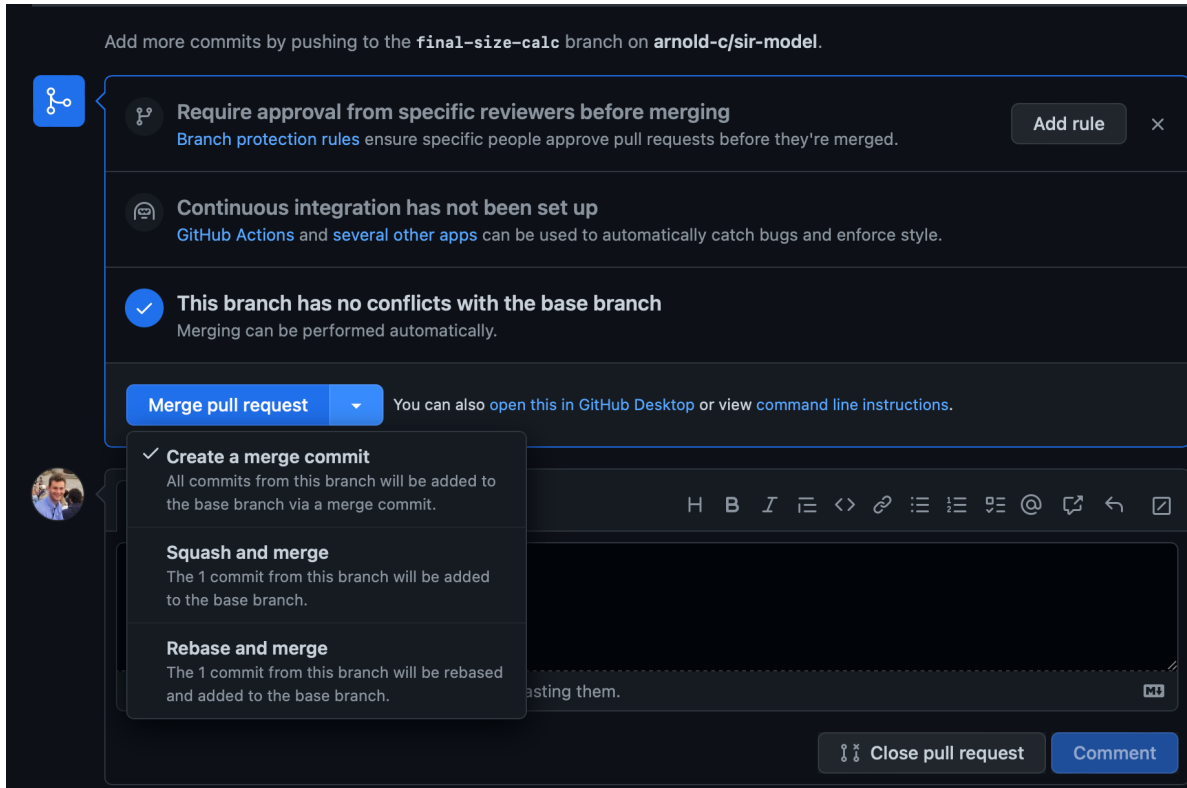 Add more commits by pushing to the final-size-calc branch on arnold-c/sir-model.
Require approval from specific reviewers before merging
Branch protection rules ensure specific people approve pull requests before they're merged.
Add rule
Continuous integration has not been set up
GitHub Actions and several other apps can be used to automatically catch bugs and enforce style.
This branch has no conflicts with the base branch
Merging can be performed automatically.
Merge pull request
You can also open this in GitHub Desktop or view command line instructions.
Create a merge commit
All commits from this branch will be added to
the base branch via a merge commit.
Squash and merge
The 1 commit from this branch will be added
to the base branch.
Rebase and merge
The 1 commit from this branch will be rebased
and added to the base branch.
them.
Close pull request
Comment